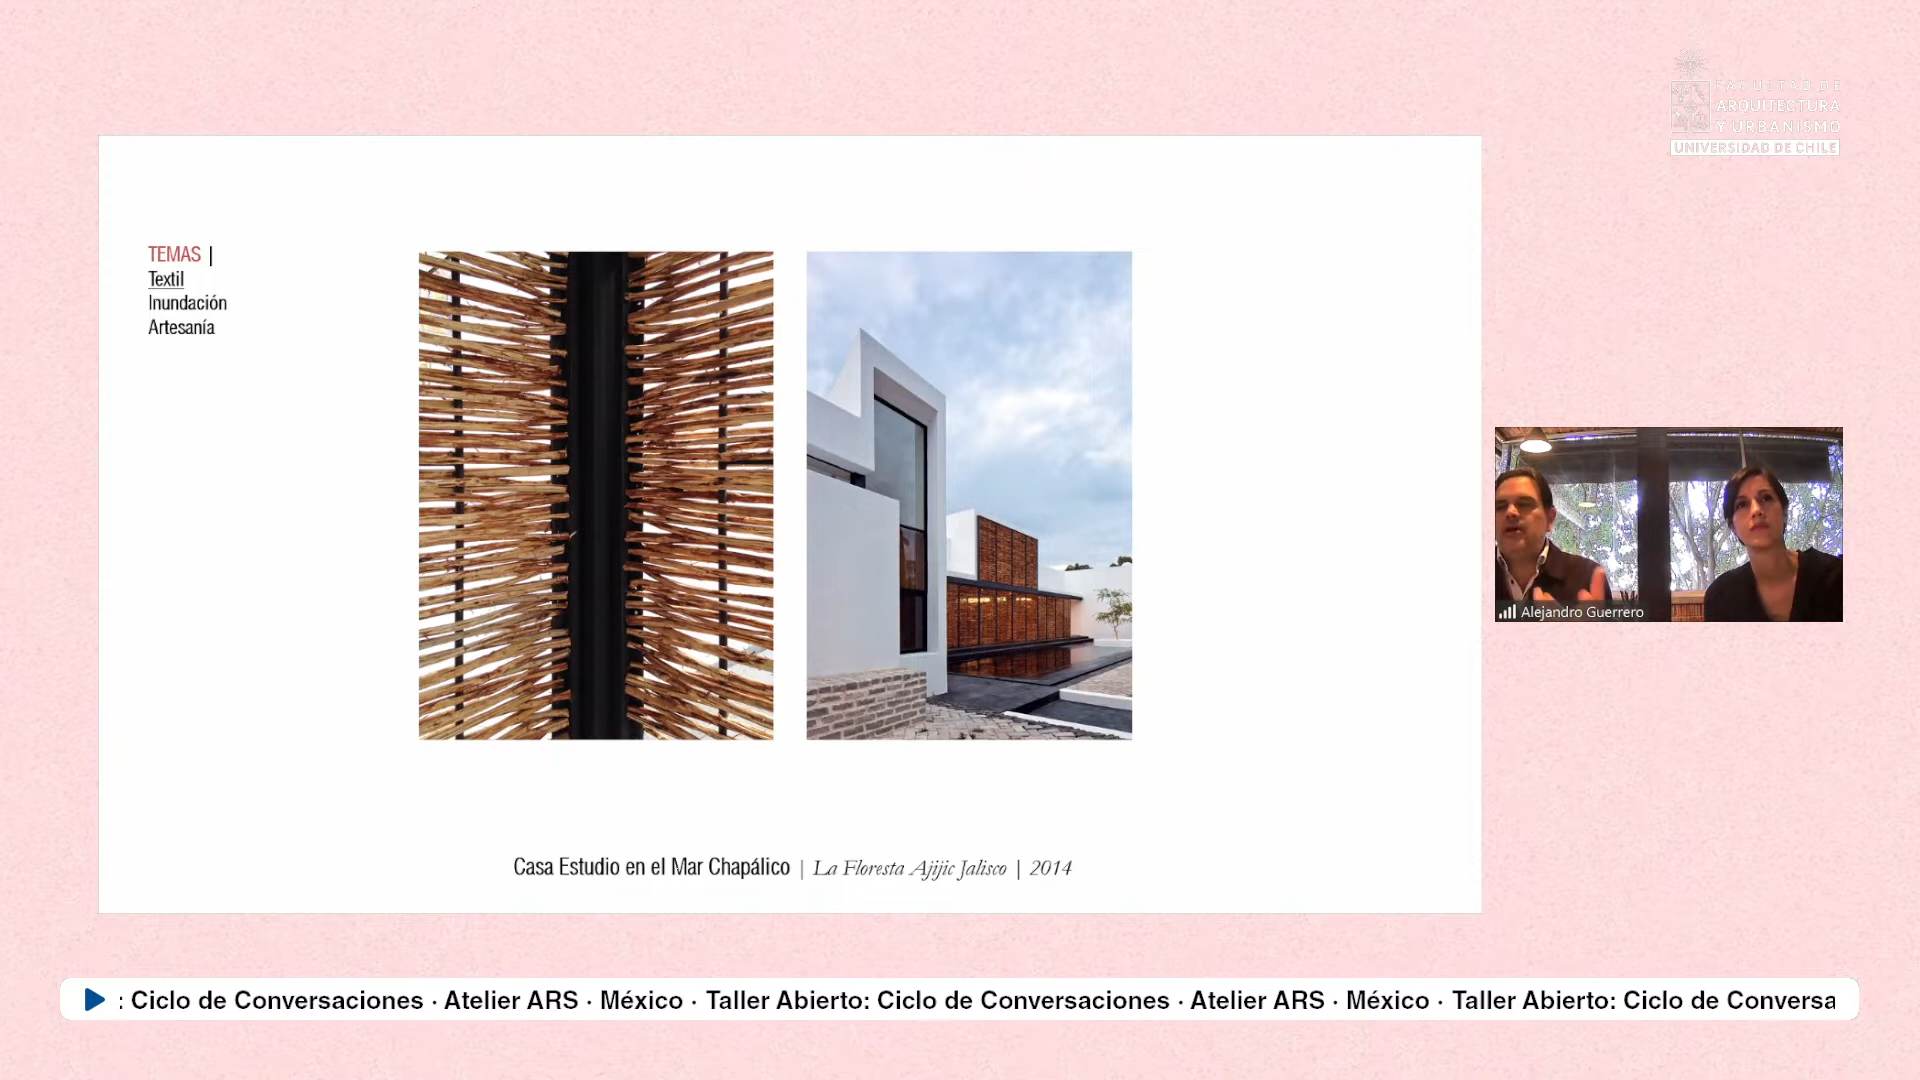 FACULTAD DE
ARQUITECTURA
Y URBANISMO
UNIVERSIDAD DE CHILE
TEMAS |
Textil
Inundación
Artesanía
Alejandro Guerrero
Casa Estudio en el Mar Chapálico | La Floresta Ajijic Jalisco | 2014
: Ciclo de Conversaciones · Atelier ARS · México · Taller Abierto: Ciclo de Conversaciones · Atelier ARS · México · Taller Abierto: Ciclo de Conversa